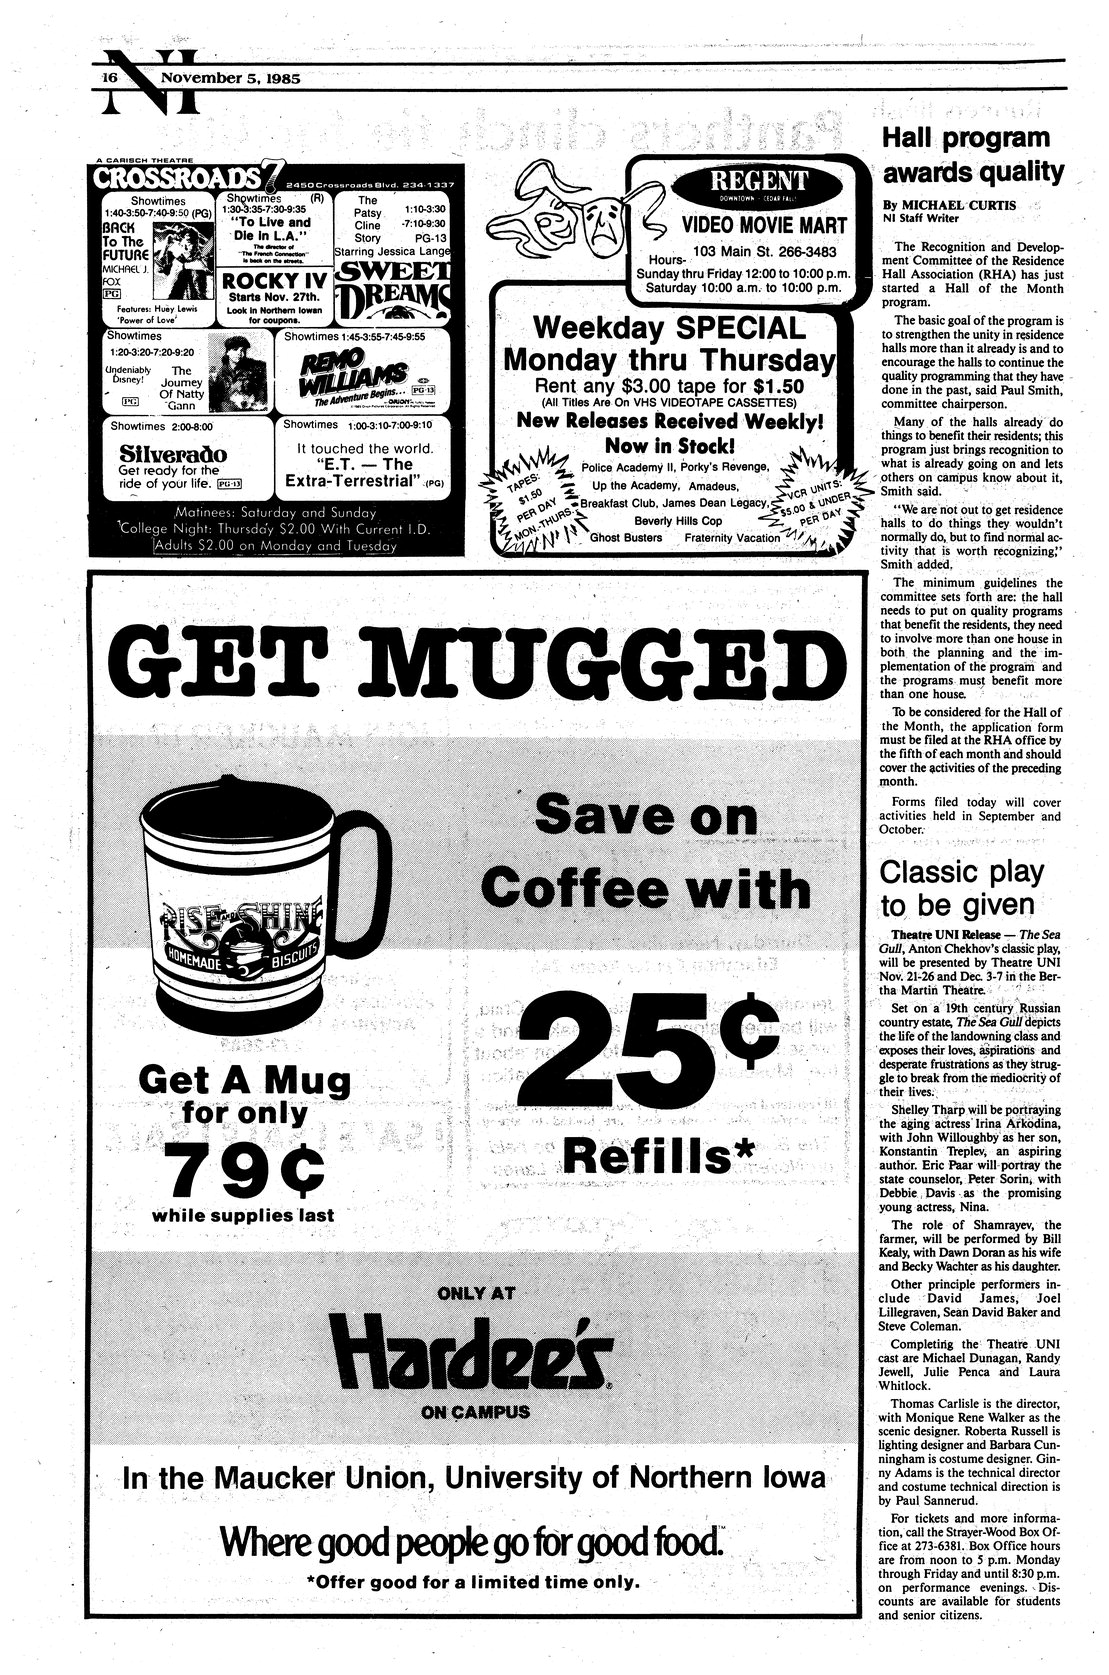 NI
16 November 5, 1985
A CARISCH THEATRE
CROSSROADS 7
2450 Crossroads Blvd. 234-1337
Showtimes
1:40-3:50-7:40-9:50 (PG)
BACK
To The
FUTURE
MICHAEL J.
FOX
PG
Features: Huey Lewis
'Power of Love'
Showtimes (R)
1:30-3:35-7:30-9:35
"To Live and
Die In L.A."
The director of
"The French Connection"
is back on the streets.
ROCKY IV
Starts Nov. 27th.
Look in Northern Iowan
for coupons.
The
Patsy 1:10-3:30
Cline -7:10-9:30
Story PG-13
Starring Jessica Lange
SWEET
DREAMS
Showtimes
1:20-3:20-7:20-9:20
Undeniably
Disney!
PG
The
Journey
Of Natty
Gann
Showtimes 1:45-3:55-7:45-9:55
REMO
WILLIAMS
The Adventure Begins...
PG-13
ORION
Showtimes 2:00-8:00
Silverado
Get ready for the
ride of your life. PG-13
Showtimes 1:00-3:10-7:00-9:10
It touched the world.
"E.T. — The
Extra-Terrestrial" (PG)
Matinees: Saturday and Sunday
College Night: Thursday $2.00 With Current I.D.
Adults $2.00 on Monday and Tuesday
REGENT
DOWNTOWN - CEDAR FALLS
VIDEO MOVIE MART
103 Main St. 266-3483
Hours-
Sunday thru Friday 12:00 to 10:00 p.m.
Saturday 10:00 a.m. to 10:00 p.m.
Weekday SPECIAL
Monday thru Thursday
Rent any $3.00 tape for $1.50
(All Titles Are On VHS VIDEOTAPE CASSETTES)
New Releases Received Weekly!
Now in Stock!
Police Academy II, Porky's Revenge,
Up the Academy, Amadeus,
Breakfast Club, James Dean Legacy,
Beverly Hills Cop
Ghost Busters Fraternity Vacation
TAPES:
$1.50
PER DAY
MON-THURS.
VCR UNITS:
$5.00 & UNDER
PER DAY
GET MUGGED
RISE AND SHINE
HOMEMADE BISCUITS
Save on
Coffee with
25¢
Refills*
Get A Mug
for only
79¢
while supplies last
ONLY AT
Hardee's®
ON CAMPUS
In the Maucker Union, University of Northern Iowa
Where good people go for good food.™
*Offer good for a limited time only.
Hall program
awards quality
By MICHAEL CURTIS
NI Staff Writer
The Recognition and Develop-
ment Committee of the Residence
Hall Association (RHA) has just
started a Hall of the Month
program.
The basic goal of the program is
to strengthen the unity in residence
halls more than it already is and to
encourage the halls to continue the
quality programming that they have
done in the past, said Paul Smith,
committee chairperson.
Many of the halls already do
things to benefit their residents; this
program just brings recognition to
what is already going on and lets
others on campus know about it,
Smith said.
"We are not out to get residence
halls to do things they wouldn't
normally do, but to find normal ac-
tivity that is worth recognizing,"
Smith added.
The minimum guidelines the
committee sets forth are: the hall
needs to put on quality programs
that benefit the residents, they need
to involve more than one house in
both the planning and the im-
plementation of the program and
the programs must benefit more
than one house.
To be considered for the Hall of
the Month, the application form
must be filed at the RHA office by
the fifth of each month and should
cover the activities of the preceding
month.
Forms filed today will cover
activities held in September and
October.
Classic play
to be given
Theatre UNI Release — The Sea
Gull, Anton Chekhov's classic play,
will be presented by Theatre UNI
Nov. 21-26 and Dec. 3-7 in the Ber-
tha Martin Theatre.
Set on a 19th century Russian
country estate, The Sea Gull depicts
the life of the landowning class and
exposes their loves, aspirations and
desperate frustrations as they strug-
gle to break from the mediocrity of
their lives.
Shelley Tharp will be portraying
the aging actress Irina Arkodina,
with John Willoughby as her son,
Konstantin Treplev, an aspiring
author. Eric Paar will portray the
state counselor, Peter Sorin, with
Debbie Davis as the promising
young actress, Nina.
The role of Shamrayev, the
farmer, will be performed by Bill
Kealy, with Dawn Doran as his wife
and Becky Wachter as his daughter.
Other principle performers in-
clude David James, Joel
Lillegraven, Sean David Baker and
Steve Coleman.
Completing the Theatre UNI
cast are Michael Dunagan, Randy
Jewell, Julie Penca and Laura
Whitlock.
Thomas Carlisle is the director,
with Monique Rene Walker as the
scenic designer. Roberta Russell is
lighting designer and Barbara Cun-
ningham is costume designer. Gin-
ny Adams is the technical director
and costume technical direction is
by Paul Sannerud.
For tickets and more informa-
tion, call the Strayer-Wood Box Of-
fice at 273-6381. Box Office hours
are from noon to 5 p.m. Monday
through Friday and until 8:30 p.m.
on performance evenings. Dis-
counts are available for students
and senior citizens.